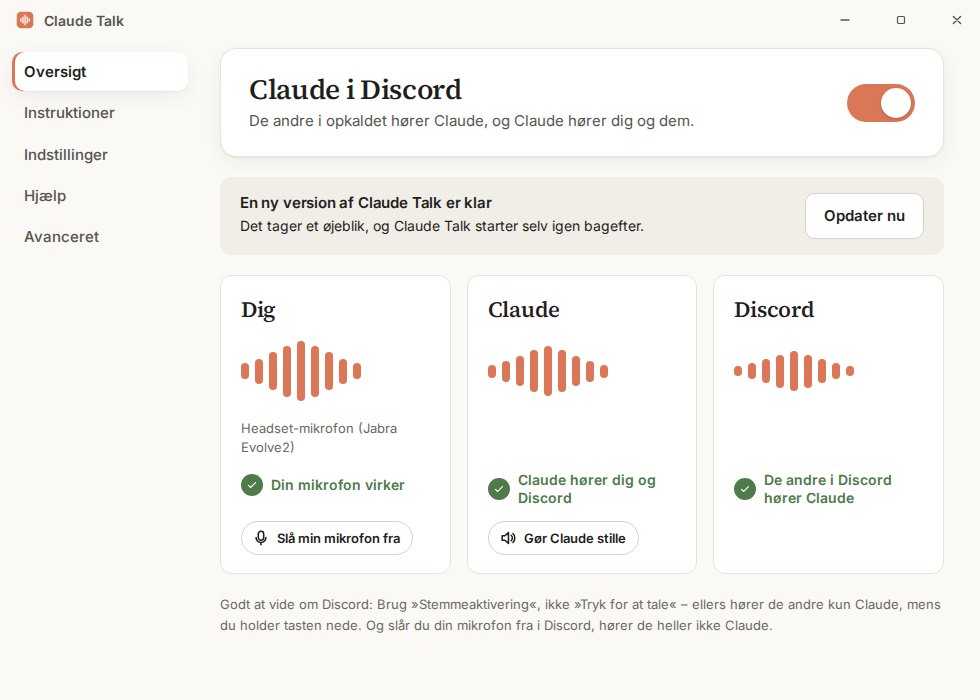 Claude Talk
Oversigt
Instruktioner
Indstillinger
Hjælp
Avanceret
Claude i Discord
De andre i opkaldet hører Claude, og Claude hører dig og dem.
En ny version af Claude Talk er klar
Det tager et øjeblik, og Claude Talk starter selv igen bagefter.
Opdater nu
Dig
Headset-mikrofon (Jabra
Evolve2)
Din mikrofon virker
Slå min mikrofon fra
Claude
Claude hører dig og
Discord
Gør Claude stille
Discord
De andre i Discord
hører Claude
Godt at vide om Discord: Brug »Stemmeaktivering«, ikke »Tryk for at tale« – ellers hører de andre kun Claude, mens
du holder tasten nede. Og slår du din mikrofon fra i Discord, hører de heller ikke Claude.